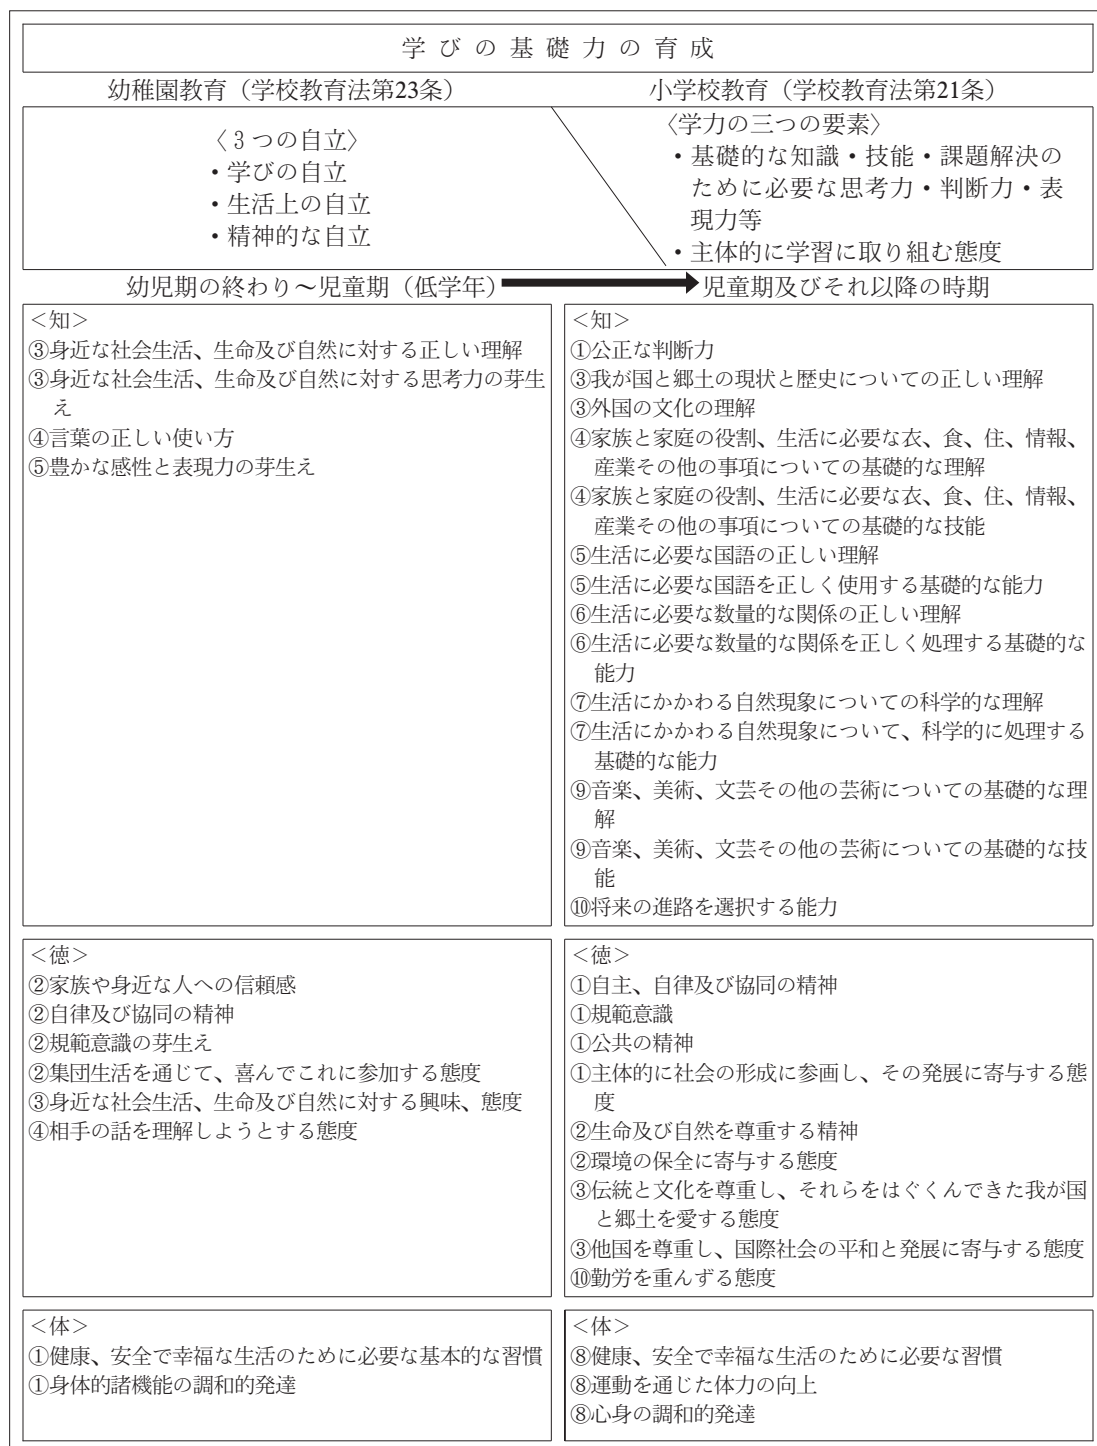 学びの基礎力の育成
幼稚園教育（学校教育法第23条）
小学校教育（学校教育法第21条）
〈3つの自立〉
・学びの自立
・生活上の自立
・精神的な自立
〈学力の三つの要素〉
・基礎的な知識・技能・課題解決の
ために必要な思考力・判断力・表
現力等
・主体的に学習に取り組む態度
幼児期の終わり～児童期（低学年）
児童期及びそれ以降の時期
＜知＞
③身近な社会生活、生命及び自然に対する正しい理解
③身近な社会生活、生命及び自然に対する思考力の芽生
え
④言葉の正しい使い方
⑤豊かな感性と表現力の芽生え
＜知＞
①公正な判断力
③我が国と郷土の現状と歴史についての正しい理解
③外国の文化の理解
④家族と家庭の役割、生活に必要な衣、食、住、情報、
産業その他の事項についての基礎的な理解
④家族と家庭の役割、生活に必要な衣、食、住、情報、
産業その他の事項についての基礎的な技能
⑤生活に必要な国語の正しい理解
⑤生活に必要な国語を正しく使用する基礎的な能力
⑥生活に必要な数量的な関係の正しい理解
⑥生活に必要な数量的な関係を正しく処理する基礎的な
能力
⑦生活にかかわる自然現象についての科学的な理解
⑦生活にかかわる自然現象について、科学的に処理する
基礎的な能力
⑨音楽、美術、文芸その他の芸術についての基礎的な理
解
⑨音楽、美術、文芸その他の芸術についての基礎的な技
能
⑩将来の進路を選択する能力
＜徳＞
②家族や身近な人への信頼感
②自律及び協同の精神
②規範意識の芽生え
②集団生活を通じて、喜んでこれに参加する態度
③身近な社会生活、生命及び自然に対する興味、態度
④相手の話を理解しようとする態度
＜徳＞
①自主、自律及び協同の精神
①規範意識
①公共の精神
①主体的に社会の形成に参画し、その発展に寄与する態
度
②生命及び自然を尊重する精神
②環境の保全に寄与する態度
③伝統と文化を尊重し、それらをはぐくんできた我が国
と郷土を愛する態度
③他国を尊重し、国際社会の平和と発展に寄与する態度
⑩勤労を重んずる態度
＜体＞
①健康、安全で幸福な生活のために必要な基本的な習慣
①身体的諸機能の調和的発達
＜体＞
⑧健康、安全で幸福な生活のために必要な習慣
⑧運動を通じた体力の向上
⑧心身の調和的発達